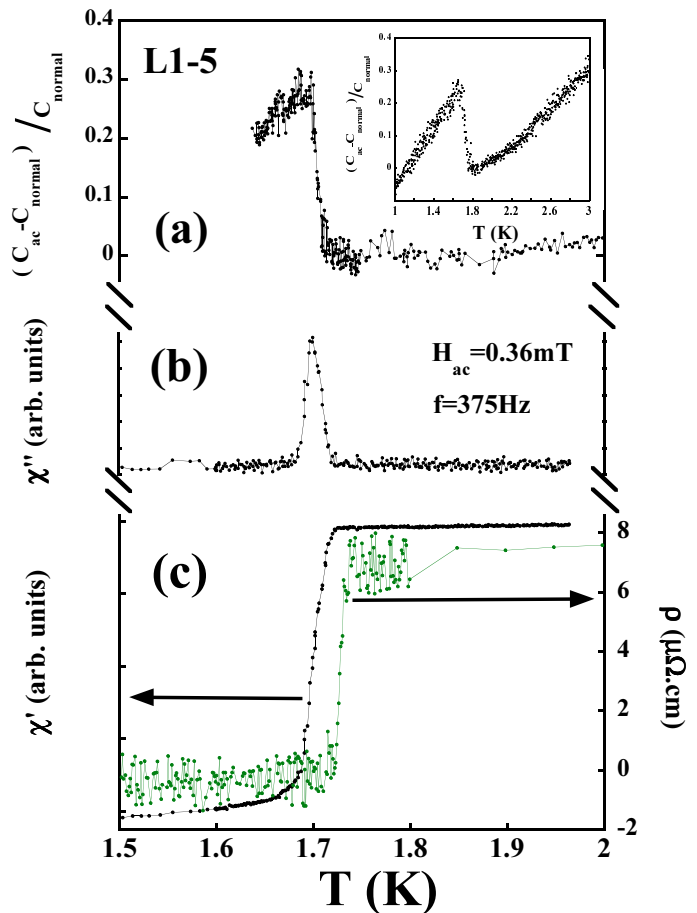 L1-5
(a)
( C_ac -C_normal ) / C_normal
0.4
0.3
0.2
0.1
0
( C_ac -C_normal ) / C_normal
0.4
0.3
0.2
0.1
0
1
1.4
1.8
2.2
2.6
3
T (K)
(b)
χ'' (arb. units)
H_ac =0.36mT
f=375Hz
(c)
χ' (arb. units)
8
6
4
2
0
-2
ρ (μΩ.cm)
1.5
1.6
1.7
1.8
1.9
2
T (K)